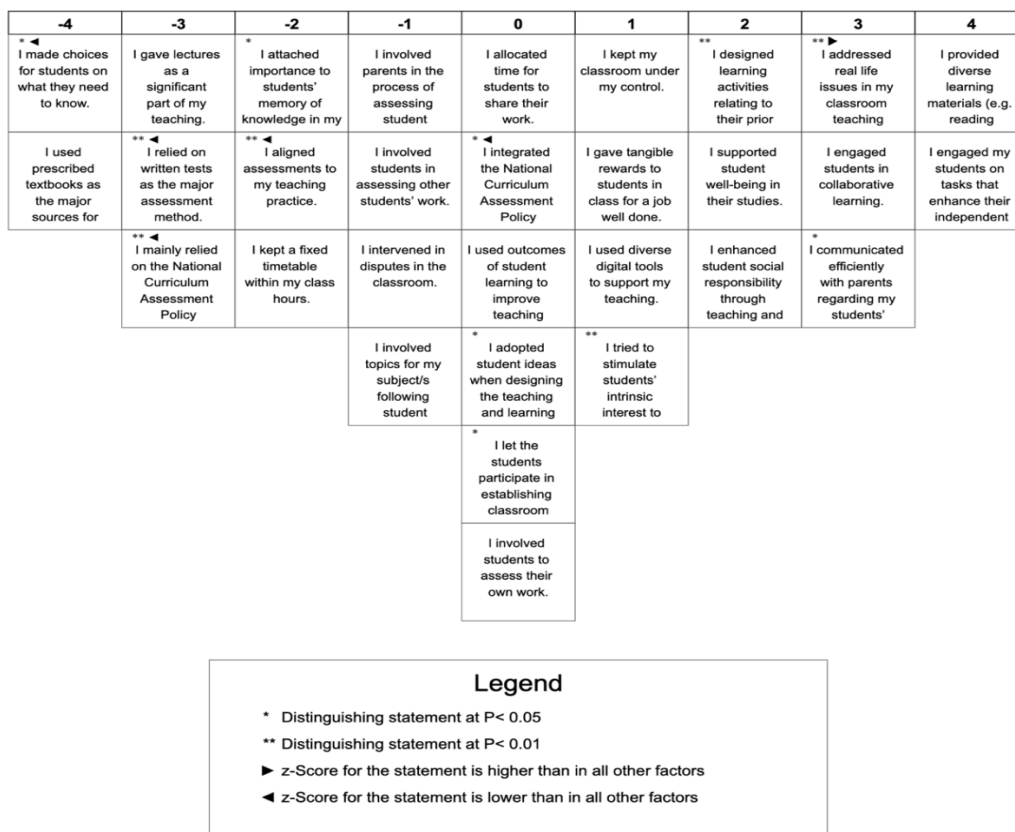 -4 -3 -2 -1 0 1 2 3 4
* ◄
I made choices
for students on
what they need
to know.
I gave lectures
as a
significant
part of my
teaching.
*
I attached
importance to
students'
memory of
knowledge in my
I involved
parents in the
process of
assessing
student
I allocated
time for
students to
share their
work.
I kept my
classroom under
my control.
**
I designed
learning
activities
relating to
their prior
** ►
I addressed
real life
issues in my
classroom
teaching
I provided
diverse
learning
materials (e.g.
reading
I used
prescribed
textbooks as
the major
sources for
** ◄
I relied on
written tests
as the major
assessment
method.
** ◄
I aligned
assessments to
my teaching
practice.
I involved
students in
assessing other
students' work.
* ◄
I integrated
the National
Curriculum
Assessment
Policy
I gave tangible
rewards to
students in
class for a job
well done.
I supported
student
well-being in
their studies.
I engaged
students in
collaborative
learning.
I engaged my
students on
tasks that
enhance their
independent
** ◄
I mainly relied
on the National
Curriculum
Assessment
Policy
I kept a fixed
timetable
within my class
hours.
I intervened in
disputes in the
classroom.
I used outcomes
of student
learning to
improve
teaching
I used diverse
digital tools
to support my
teaching.
I enhanced
student social
responsibility
through
teaching and
*
I communicated
efficiently
with parents
regarding my
students'
I involved
topics for my
subject/s
following
student
*
I adopted
student ideas
when designing
the teaching
and learning
**
I tried to
stimulate
students'
intrinsic
interest to
*
I let the
students
participate in
establishing
classroom
I involved
students to
assess their
own work.
Legend
* Distinguishing statement at P< 0.05
** Distinguishing statement at P< 0.01
► z-Score for the statement is higher than in all other factors
◄ z-Score for the statement is lower than in all other factors